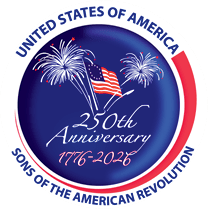 UNITED STATES OF AMERICA
250th
Anniversary
1776-2026
SONS OF THE AMERICAN REVOLUTION